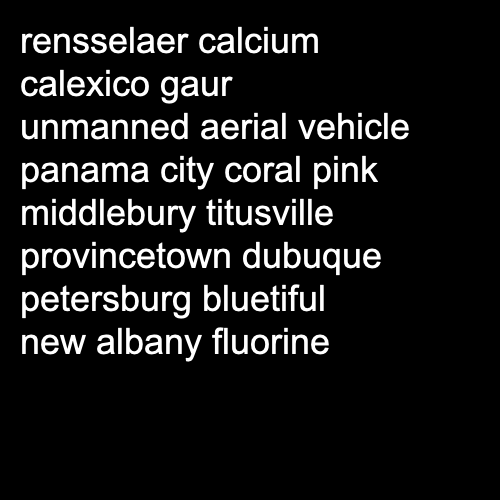 rensselaer calcium
calexico gaur
unmanned aerial vehicle
panama city coral pink
middlebury titusville
provincetown dubuque
petersburg bluetiful
new albany fluorine